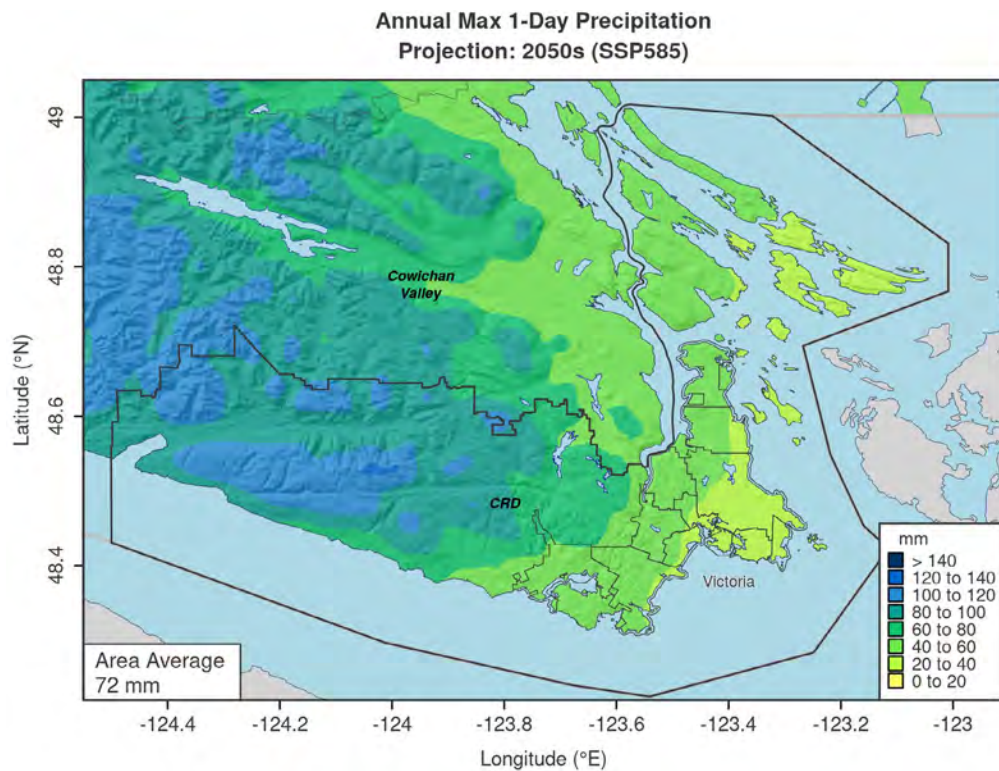 Annual Max 1-Day Precipitation
Projection: 2050s (SSP585)
49
48.8
48.6
48.4
Latitude (°N)
Cowichan
Valley
CRD
Victoria
mm
> 140
120 to 140
100 to 120
80 to 100
60 to 80
40 to 60
20 to 40
0 to 20
Area Average
72 mm
-124.4
-124.2
-124
-123.8
-123.6
-123.4
-123.2
-123
Longitude (°E)